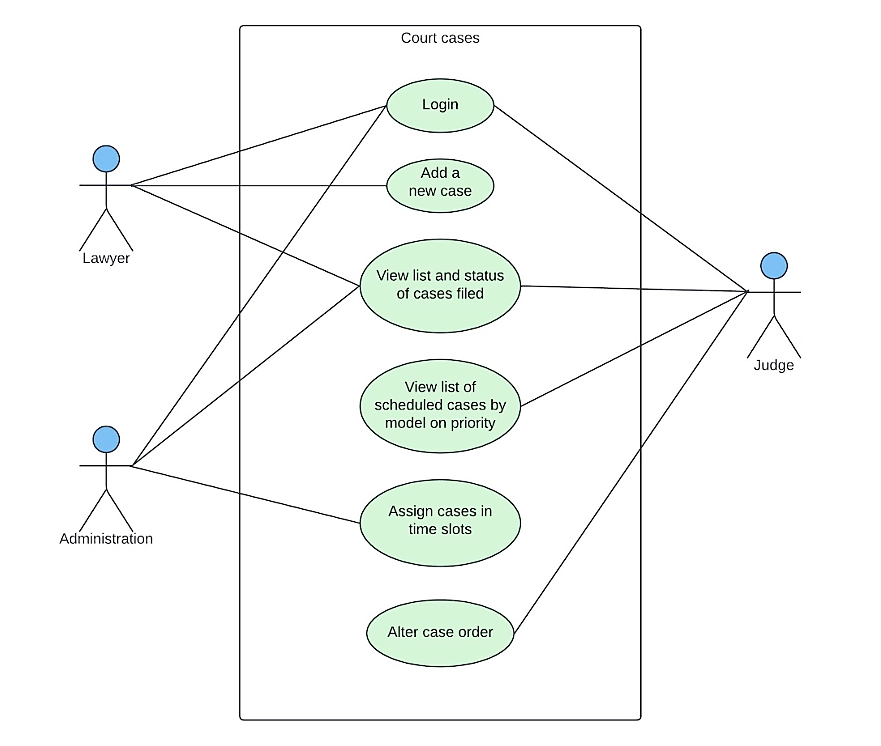 Court cases
Login
Add a
new case
View list and status
of cases filed
View list of
scheduled cases by
model on priority
Assign cases in
time slots
Alter case order
Lawyer
Administration
Judge